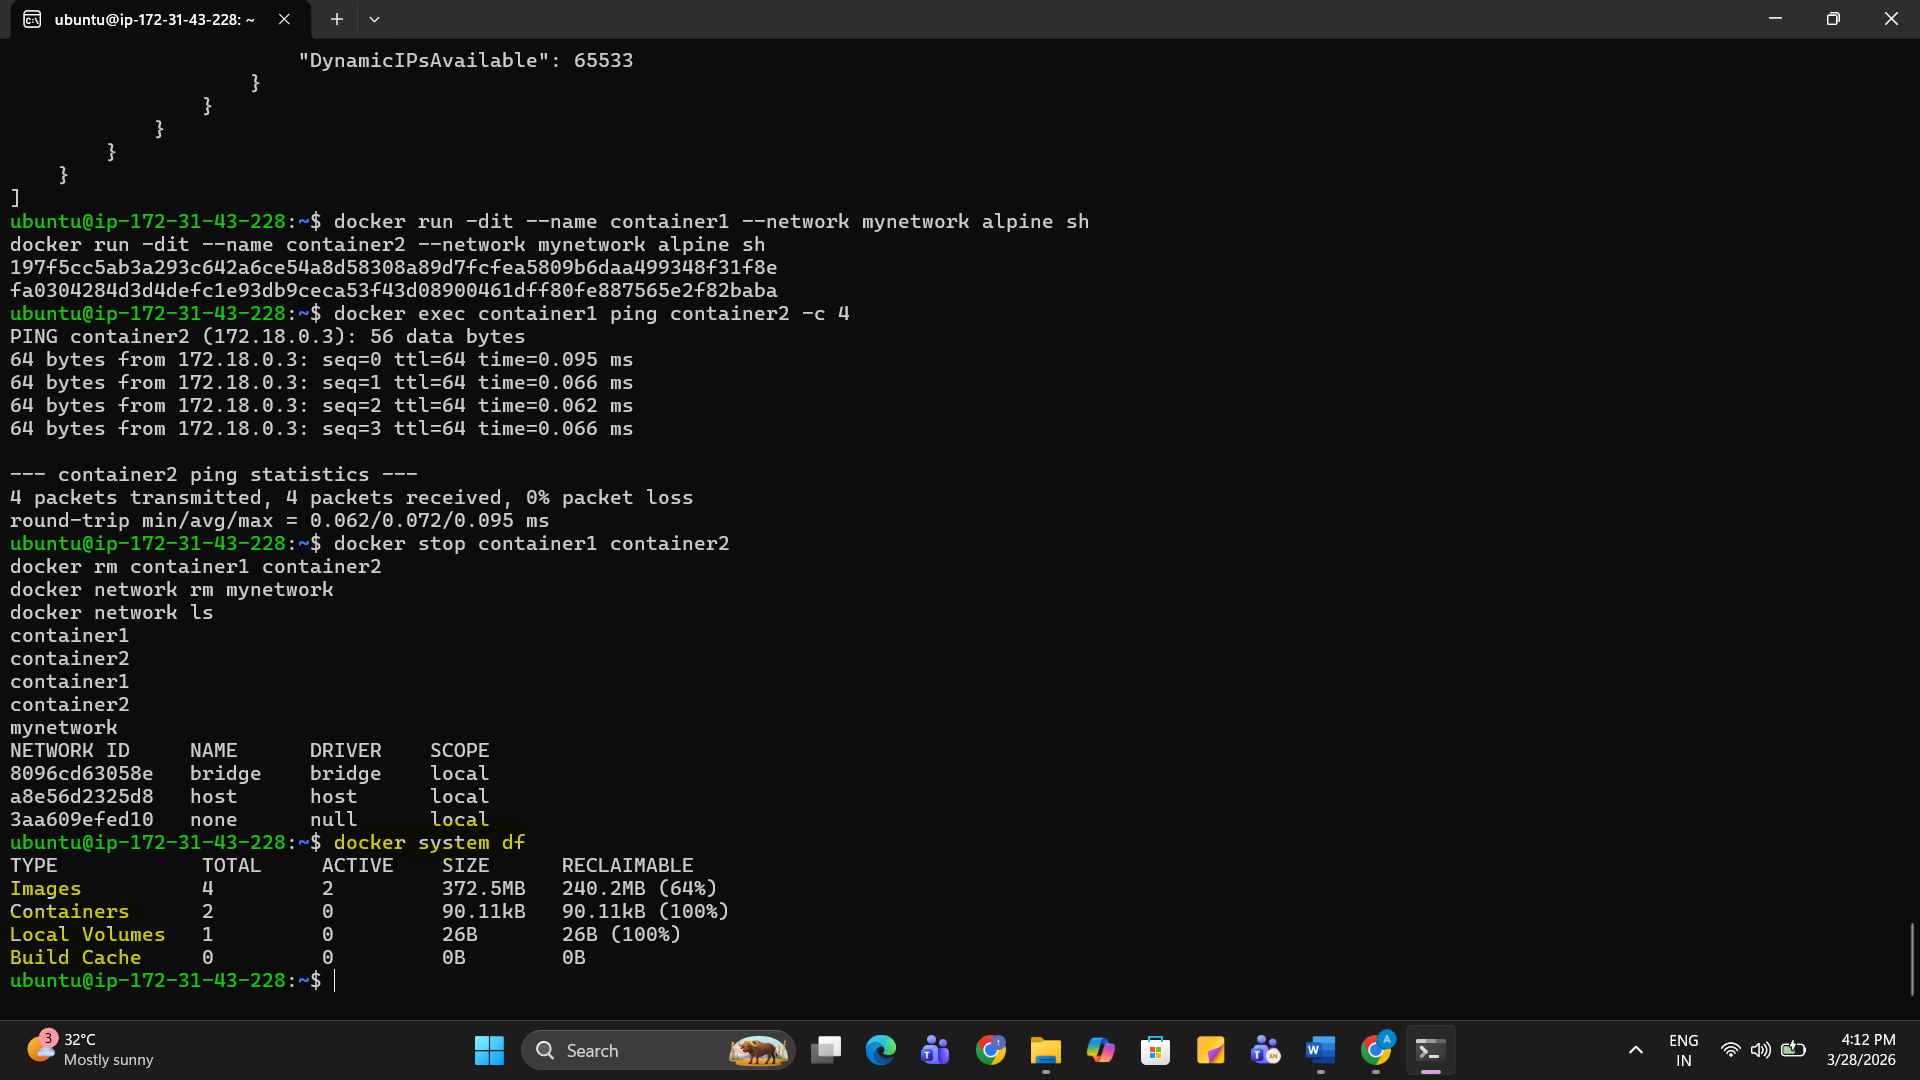 ubuntu@ip-172-31-43-228: ~
"DynamicIPsAvailable": 65533
}
}
}
}
}
]
ubuntu@ip-172-31-43-228:~$ docker run -dit --name container1 --network mynetwork alpine sh
docker run -dit --name container2 --network mynetwork alpine sh
197f5cc5ab3a293c642a6ce54a8d58308a89d7fcfea5809b6daa499348f31f8e
fa0304284d3d4defc1e93db9ceca53f43d08900461dff80fe887565e2f82baba
ubuntu@ip-172-31-43-228:~$ docker exec container1 ping container2 -c 4
PING container2 (172.18.0.3): 56 data bytes
64 bytes from 172.18.0.3: seq=0 ttl=64 time=0.095 ms
64 bytes from 172.18.0.3: seq=1 ttl=64 time=0.066 ms
64 bytes from 172.18.0.3: seq=2 ttl=64 time=0.062 ms
64 bytes from 172.18.0.3: seq=3 ttl=64 time=0.066 ms
--- container2 ping statistics ---
4 packets transmitted, 4 packets received, 0% packet loss
round-trip min/avg/max = 0.062/0.072/0.095 ms
ubuntu@ip-172-31-43-228:~$ docker stop container1 container2
docker rm container1 container2
docker network rm mynetwork
docker network ls
container1
container2
container1
container2
mynetwork
NETWORK ID NAME DRIVER SCOPE
8096cd63058e bridge bridge local
a8e56d2325d8 host host local
3aa609efed10 none null local
ubuntu@ip-172-31-43-228:~$ docker system df
TYPE TOTAL ACTIVE SIZE RECLAIMABLE
Images 4 2 372.5MB 240.2MB (64%)
Containers 2 0 90.11kB 90.11kB (100%)
Local Volumes 1 0 26B 26B (100%)
Build Cache 0 0 0B 0B
ubuntu@ip-172-31-43-228:~$
3 32°C
Mostly sunny
Search
ENG
IN
4:12 PM
3/28/2026